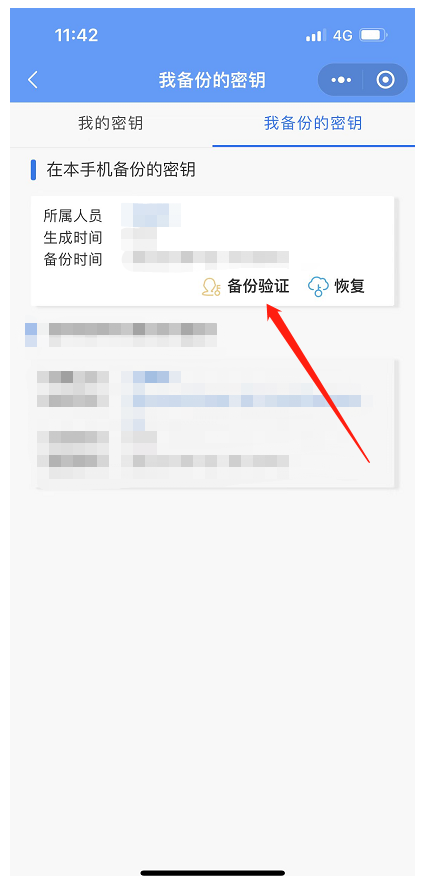 11:42 4G
我备份的密钥
我的密钥 我备份的密钥
在本手机备份的密钥
所属人员
生成时间
备份时间
备份验证 恢复